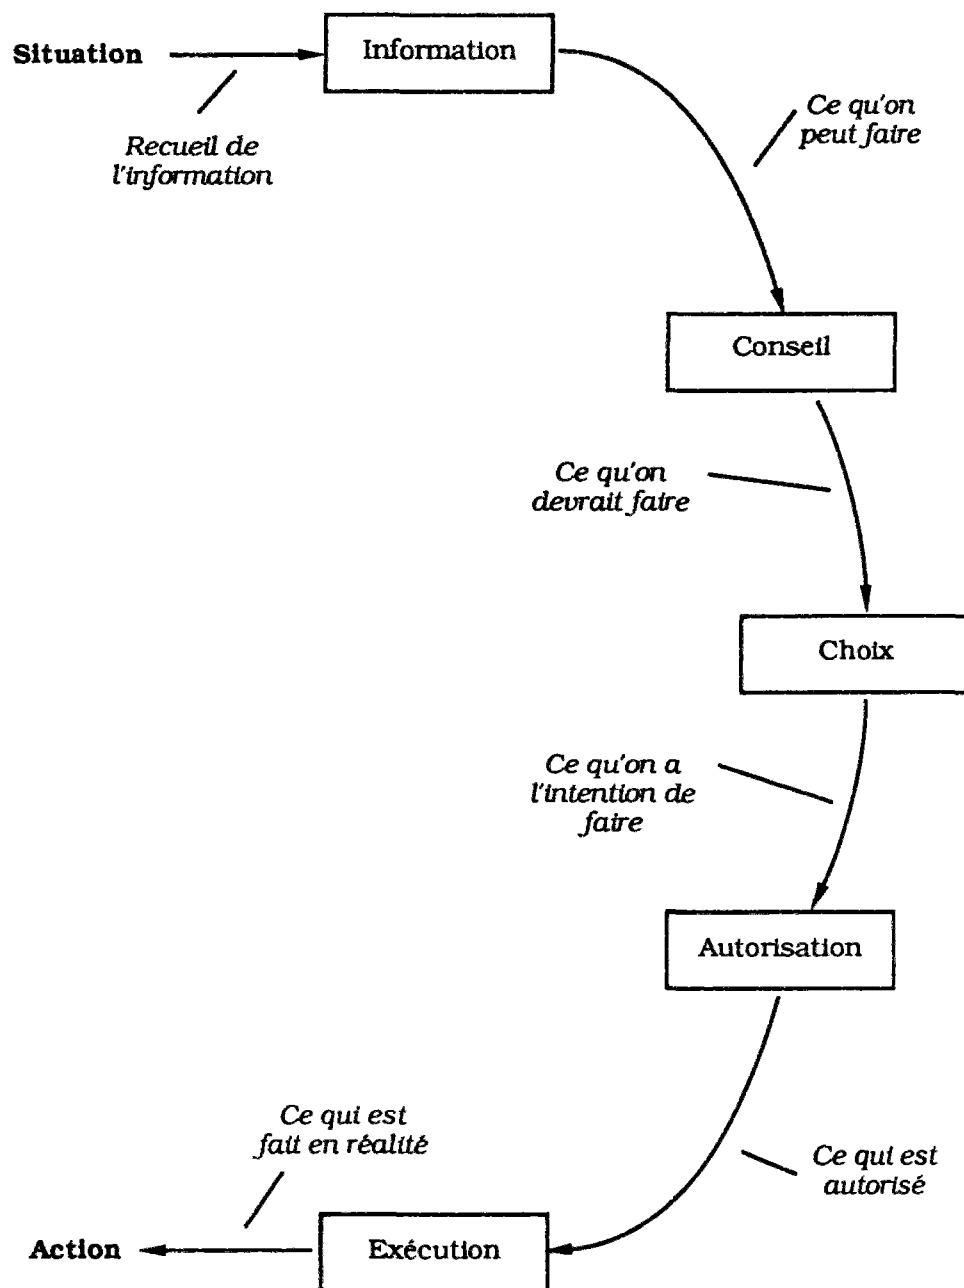 Situation
Information
Recueil de
l'information
Ce qu'on
peut faire
Conseil
Ce qu'on
devrait faire
Choix
Ce qu'on a
l'intention de
faire
Autorisation
Ce qui est
autorisé
Exécution
Ce qui est
fait en réalité
Action